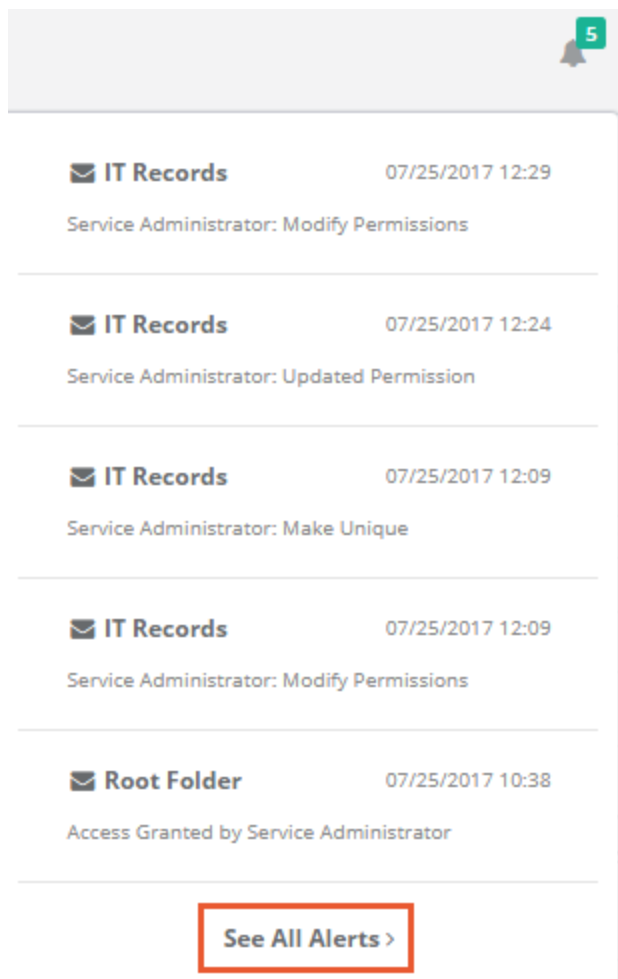 5
IT Records 07/25/2017 12:29
Service Administrator: Modify Permissions
IT Records 07/25/2017 12:24
Service Administrator: Updated Permission
IT Records 07/25/2017 12:09
Service Administrator: Make Unique
IT Records 07/25/2017 12:09
Service Administrator: Modify Permissions
Root Folder 07/25/2017 10:38
Access Granted by Service Administrator
See All Alerts >